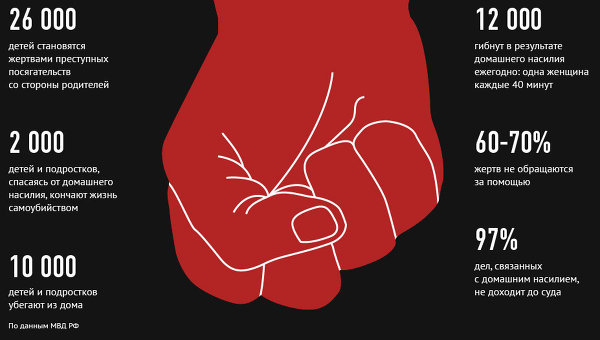 26 000
детей становятся
жертвами преступных
посягательств
со стороны родителей
2 000
детей и подростков,
спасаясь от домашнего
насилия, кончают жизнь
самоубийством
10 000
детей и подростков
убегают из дома
По данным МВД РФ
12 000
гибнут в результате
домашнего насилия
ежегодно: одна женщина
каждые 40 минут
60-70%
жертв не обращаются
за помощью
97%
дел, связанных
с домашним насилием,
не доходит до суда